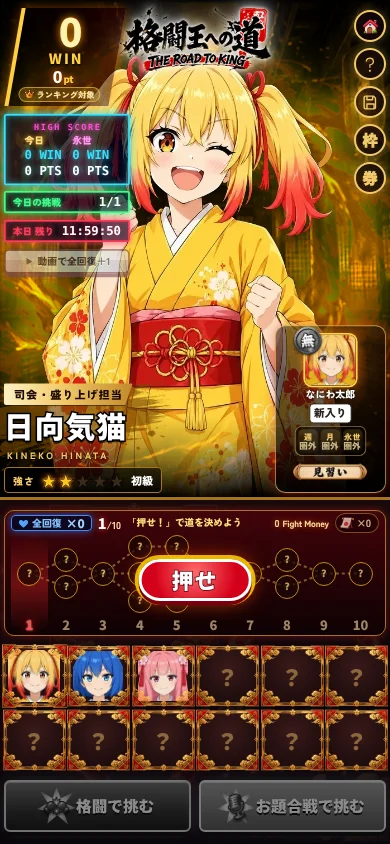 0
WIN
0pt
ランキング対象
格闘王への道
THE ROAD TO KING
?
枠
券
HIGH SCORE
今日 永世
0 WIN 0 WIN
0 PTS 0 PTS
今日の挑戦 1/1
本日残り 11:59:50
▶ 動画で全回復+1
無
なにわ太郎
新入り
週 月 永世
圏外 圏外 圏外
見習い
司会・盛り上げ担当
日向気猫
KINEKO HINATA
強さ ★★★★★ 初級
全回復 ×0
1/10 「押せ!」で道を決めよう
0 Fight Money
×0
? ? ? ? ? ? ? ? ? ?
押せ
1 2 3 4 5 6 7 8 9 10
? ? ?
? ? ? ? ? ?
格闘で挑む
お題合戦で挑む